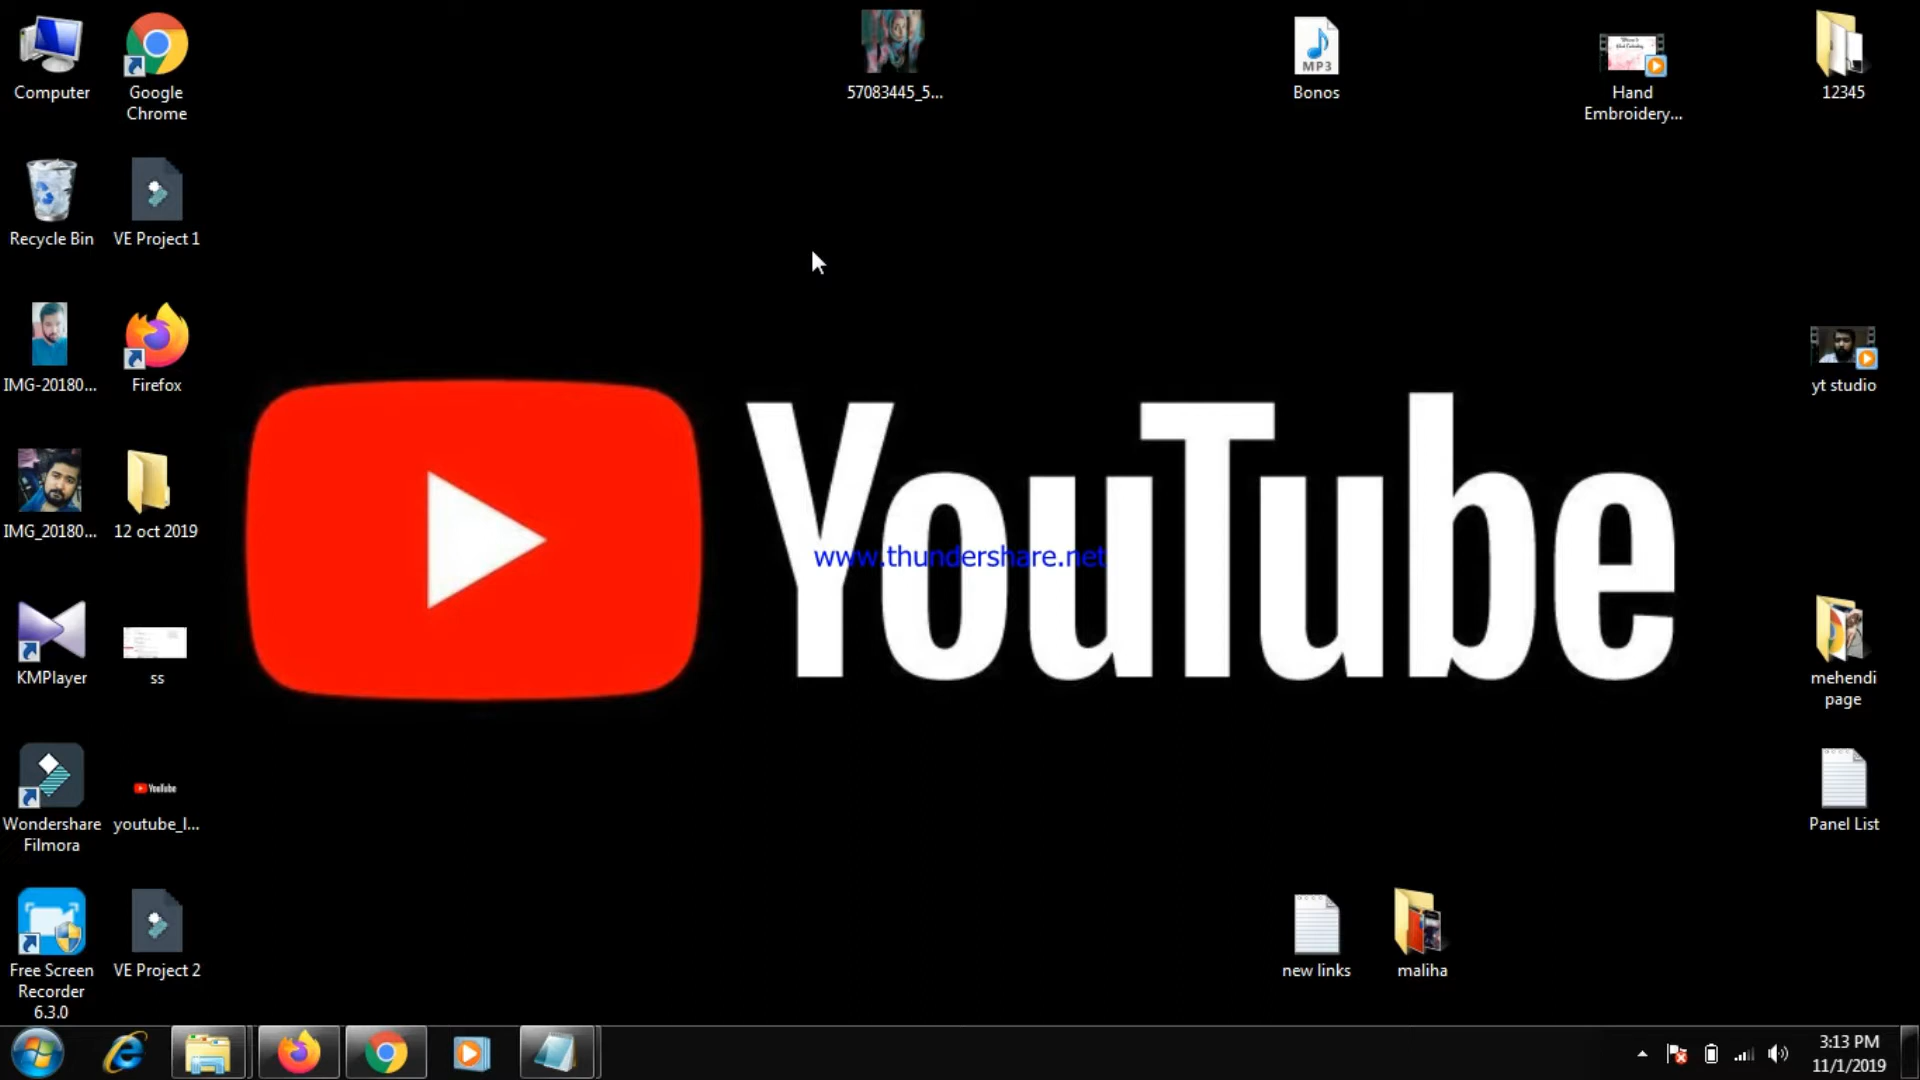 Computer
Google
Chrome
57083445_5...
MP3
Bonos
Hand
Embroidery...
12345
Recycle Bin
VE Project 1
IMG-20180...
Firefox
yt studio
IMG_20180...
12 oct 2019
YouTube
www.thundershare.net
KMPlayer
ss
mehendi
page
Wondershare
Filmora
YouTube
youtube_l...
Panel List
Free Screen
Recorder
6.3.0
VE Project 2
new links
maliha
3:13 PM
11/1/2019